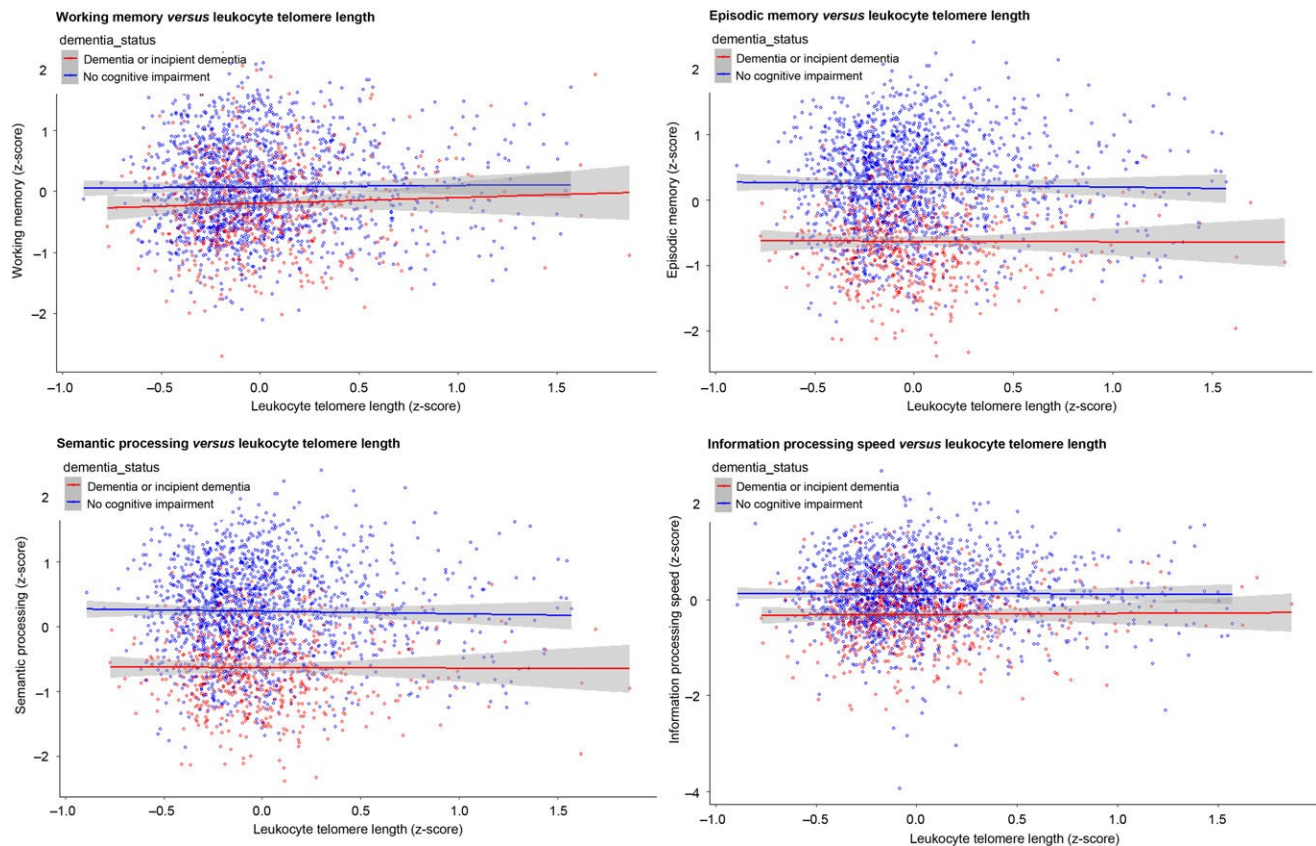 Working memory versus leukocyte telomere length
dementia_status
Dementia or incipient dementia
No cognitive impairment
2
1
0
−1
−2
Working memory (z-score)
−1.0
−0.5
0.0
0.5
1.0
1.5
Leukocyte telomere length (z-score)
Episodic memory versus leukocyte telomere length
dementia_status
Dementia or incipient dementia
No cognitive impairment
2
1
0
−1
−2
Episodic memory (z-score)
−1.0
−0.5
0.0
0.5
1.0
1.5
Leukocyte telomere length (z-score)
Semantic processing versus leukocyte telomere length
dementia_status
Dementia or incipient dementia
No cognitive impairment
2
1
0
−1
−2
Semantic processing (z-score)
−1.0
−0.5
0.0
0.5
1.0
1.5
Leukocyte telomere length (z-score)
Information processing speed versus leukocyte telomere length
dementia_status
Dementia or incipient dementia
No cognitive impairment
2
0
−2
−4
Information processing speed (z-score)
−1.0
−0.5
0.0
0.5
1.0
1.5
Leukocyte telomere length (z-score)